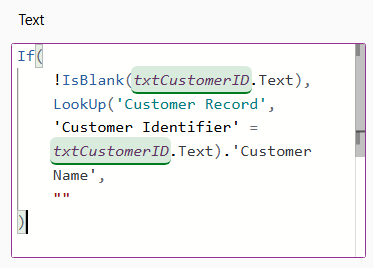 Text
If(
!IsBlank(txtCustomerID.Text),
LookUp('Customer Record',
'Customer Identifier' =
txtCustomerID.Text).'Customer
Name',
""
)